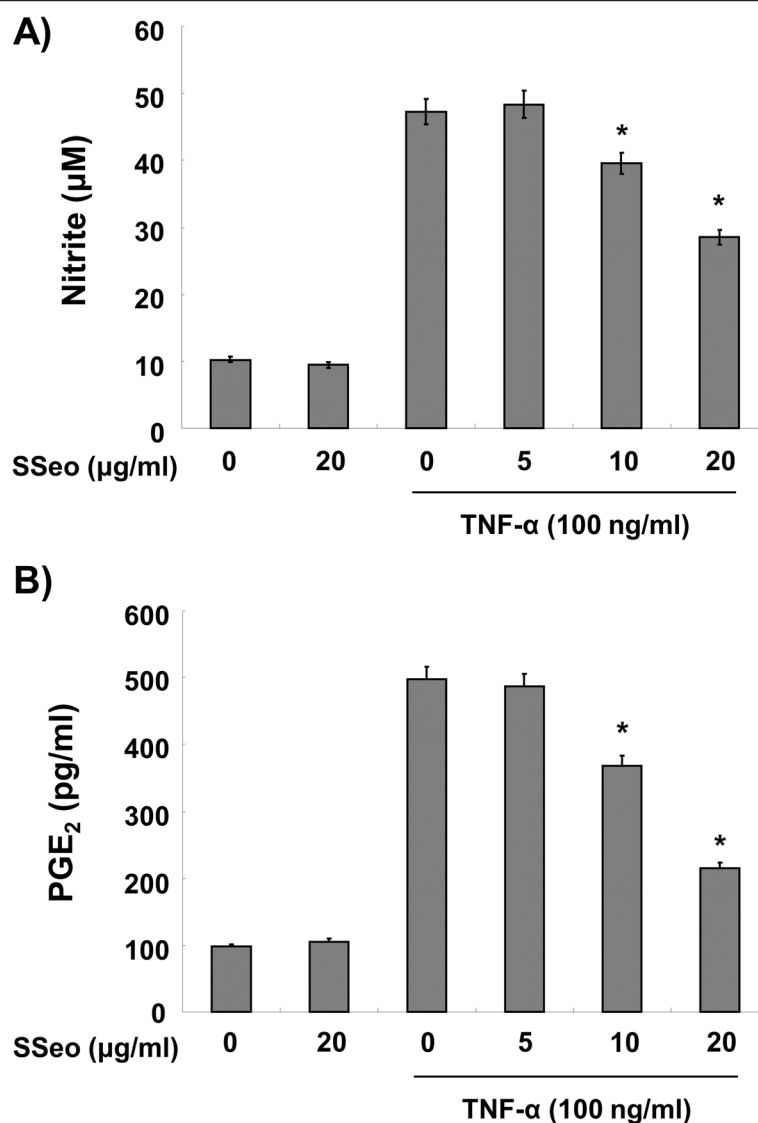 A)
Nitrite (µM)
60
50
40
30
20
10
0
*
*
SSeo (µg/ml) 0 20 0 5 10 20
TNF-α (100 ng/ml)
B)
PGE₂ (pg/ml)
600
500
400
300
200
100
0
*
*
SSeo (µg/ml) 0 20 0 5 10 20
TNF-α (100 ng/ml)